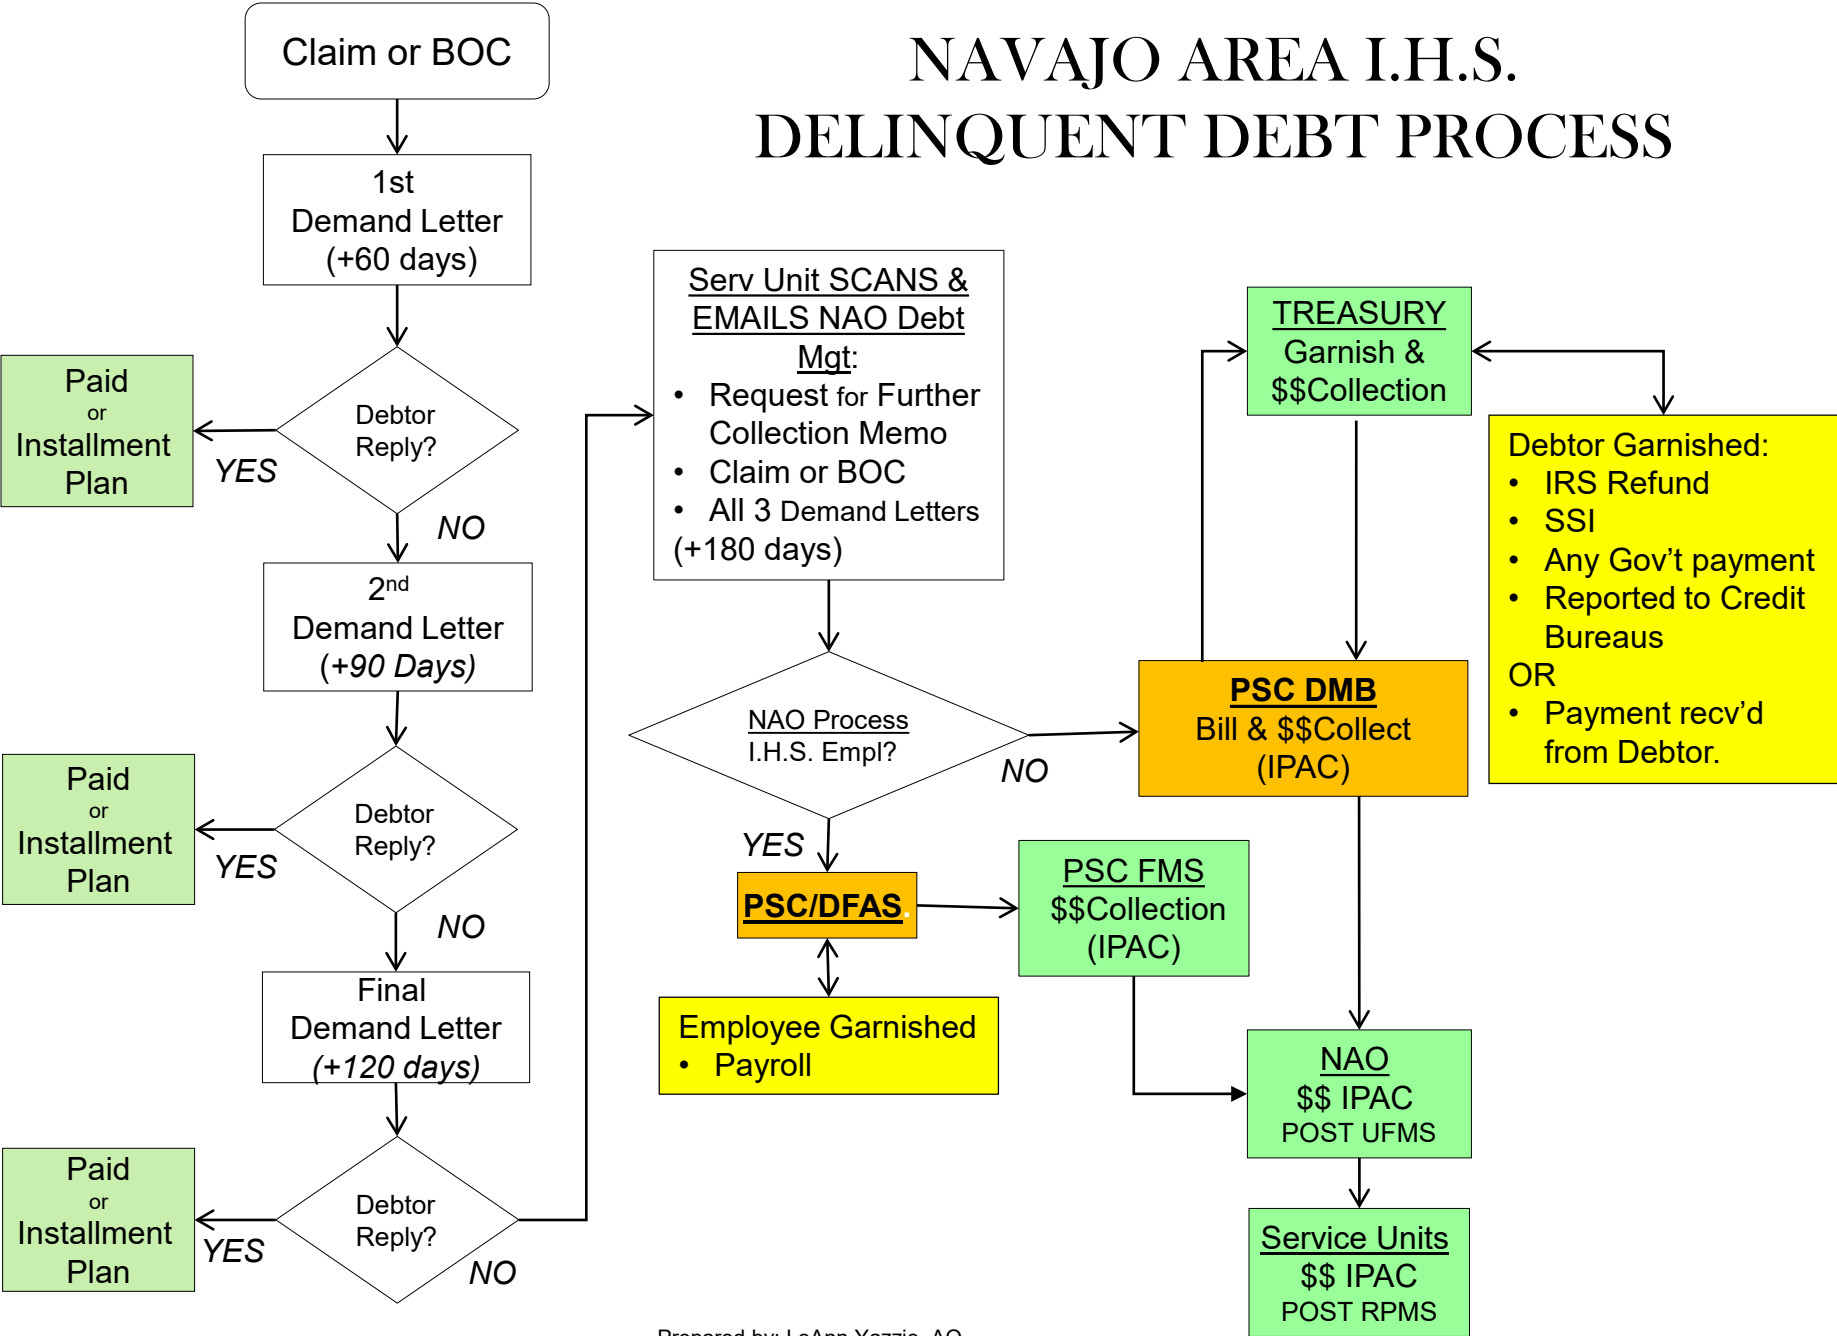 NAVAJO AREA I.H.S.
DELINQUENT DEBT PROCESS
Claim or BOC
1st
Demand Letter
(+60 days)
Debtor
Reply?
YES
Paid
or
Installment
Plan
NO
2nd
Demand Letter
(+90 Days)
Debtor
Reply?
YES
Paid
or
Installment
Plan
NO
Final
Demand Letter
(+120 days)
Debtor
Reply?
YES
Paid
or
Installment
Plan
NO
Serv Unit SCANS &
EMAILS NAO Debt
Mgt:
• Request for Further
Collection Memo
• Claim or BOC
• All 3 Demand Letters
(+180 days)
NAO Process
I.H.S. Empl?
NO
YES
PSC/DFAS.
Employee Garnished
• Payroll
PSC FMS
$$Collection
(IPAC)
PSC DMB
Bill & $$Collect
(IPAC)
TREASURY
Garnish &
$$Collection
Debtor Garnished:
• IRS Refund
• SSI
• Any Gov’t payment
• Reported to Credit
Bureaus
OR
• Payment recv’d
from Debtor.
NAO
$$ IPAC
POST UFMS
Service Units
$$ IPAC
POST RPMS
Prepared by: LeAnn Yazzie, AO